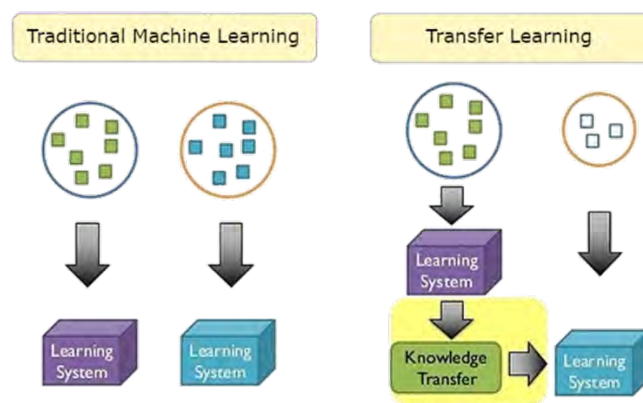 Traditional Machine Learning
Transfer Learning
Learning
System
Learning
System
Learning
System
Knowledge
Transfer
Learning
System